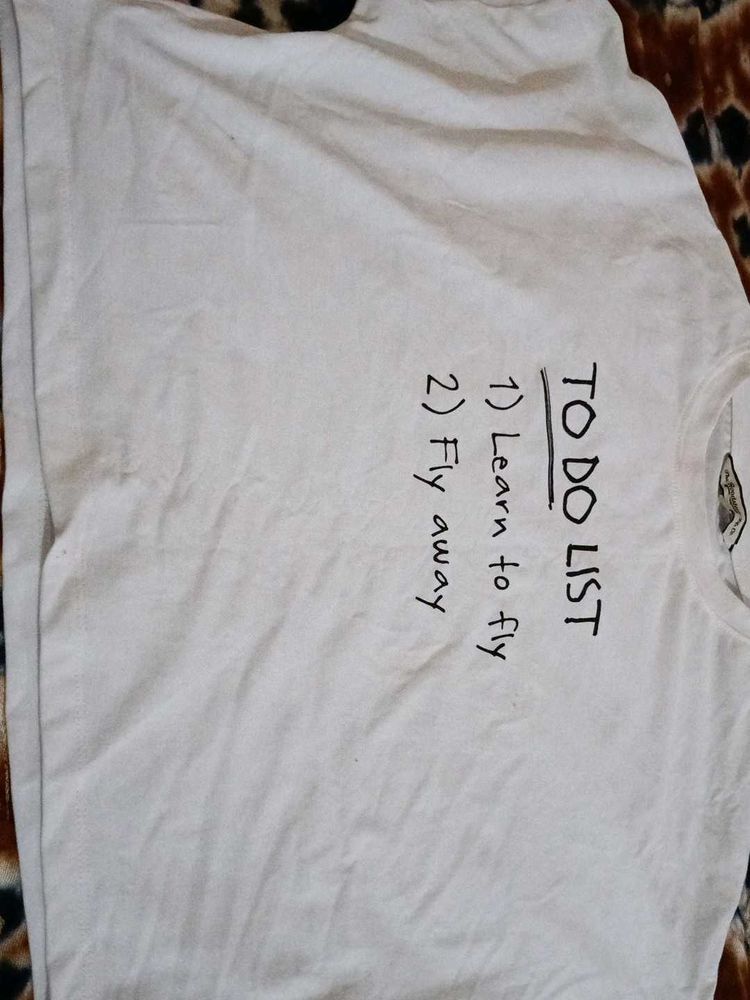 TO DO LIST
1) Learn to fly
2) Fly away